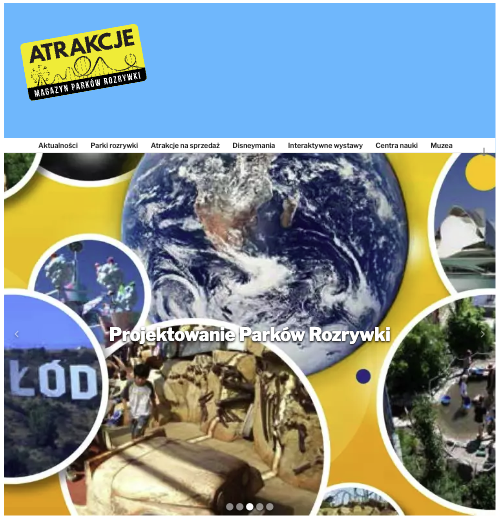 ATRAKCJE
MAGAZYN PARKÓW ROZRYWKI
Aktualności Parki rozrywki Atrakcje na sprzedaż Disneymania Interaktywne wystawy Centra nauki Muzea
Projektowanie Parków Rozrywki
ŁÓD